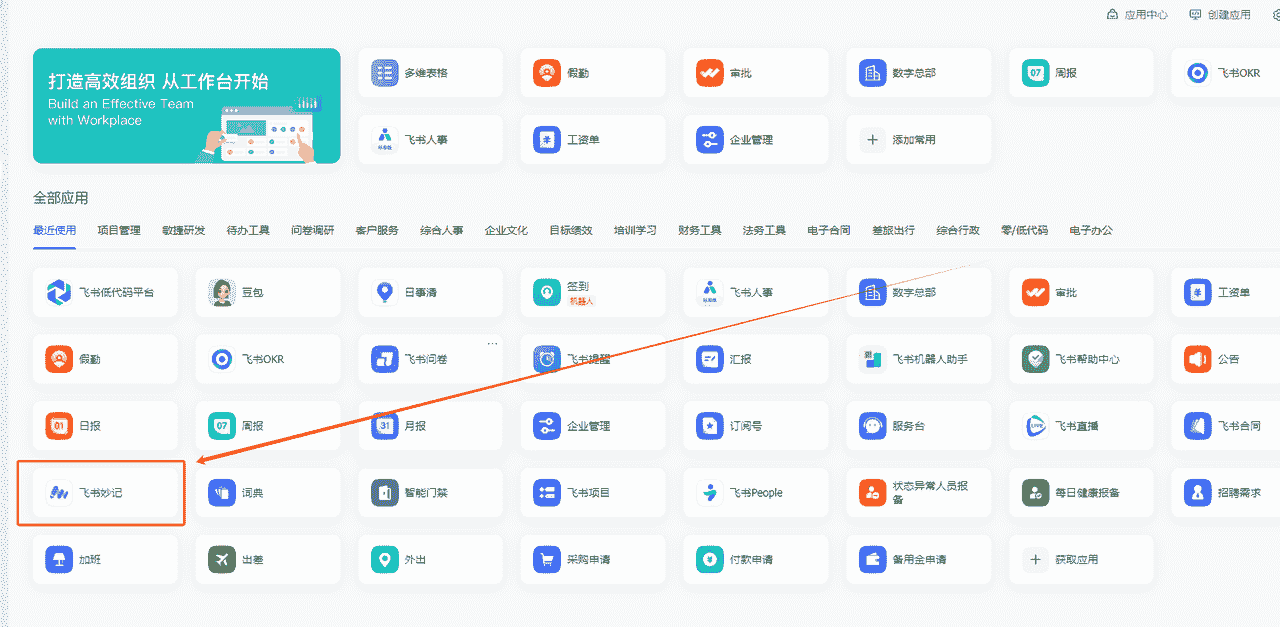 应用中心 创建应用
打造高效组织 从工作台开始
Build an Effective Team
with Workplace
多维表格 假勤 审批 数字总部 07 周报 飞书OKR
飞书人事 工资单 企业管理 添加常用
全部应用
最近使用 项目管理 敏捷研发 待办工具 问卷调研 客户服务 综合人事 企业文化 目标绩效 培训学习 财务工具 法务工具 电子合同 差旅出行 综合行政 零/低代码 电子办公
飞书低代码平台 豆包 日事清 签到 飞书人事 数字总部 审批 工资单
机器人
假勤 飞书OKR 飞书问卷 飞书提醒 汇报 飞书机器人助手 飞书帮助中心 公告
01 日报 07 周报 31 月报 企业管理 订阅号 服务台 LIVE 飞书直播 飞书合同
飞书妙记 词典 智能门禁 飞书项目 飞书People 状态异常人员报备 每日健康报备 招聘需求
加班 出差 外出 采购申请 付款申请 备用金申请 获取应用